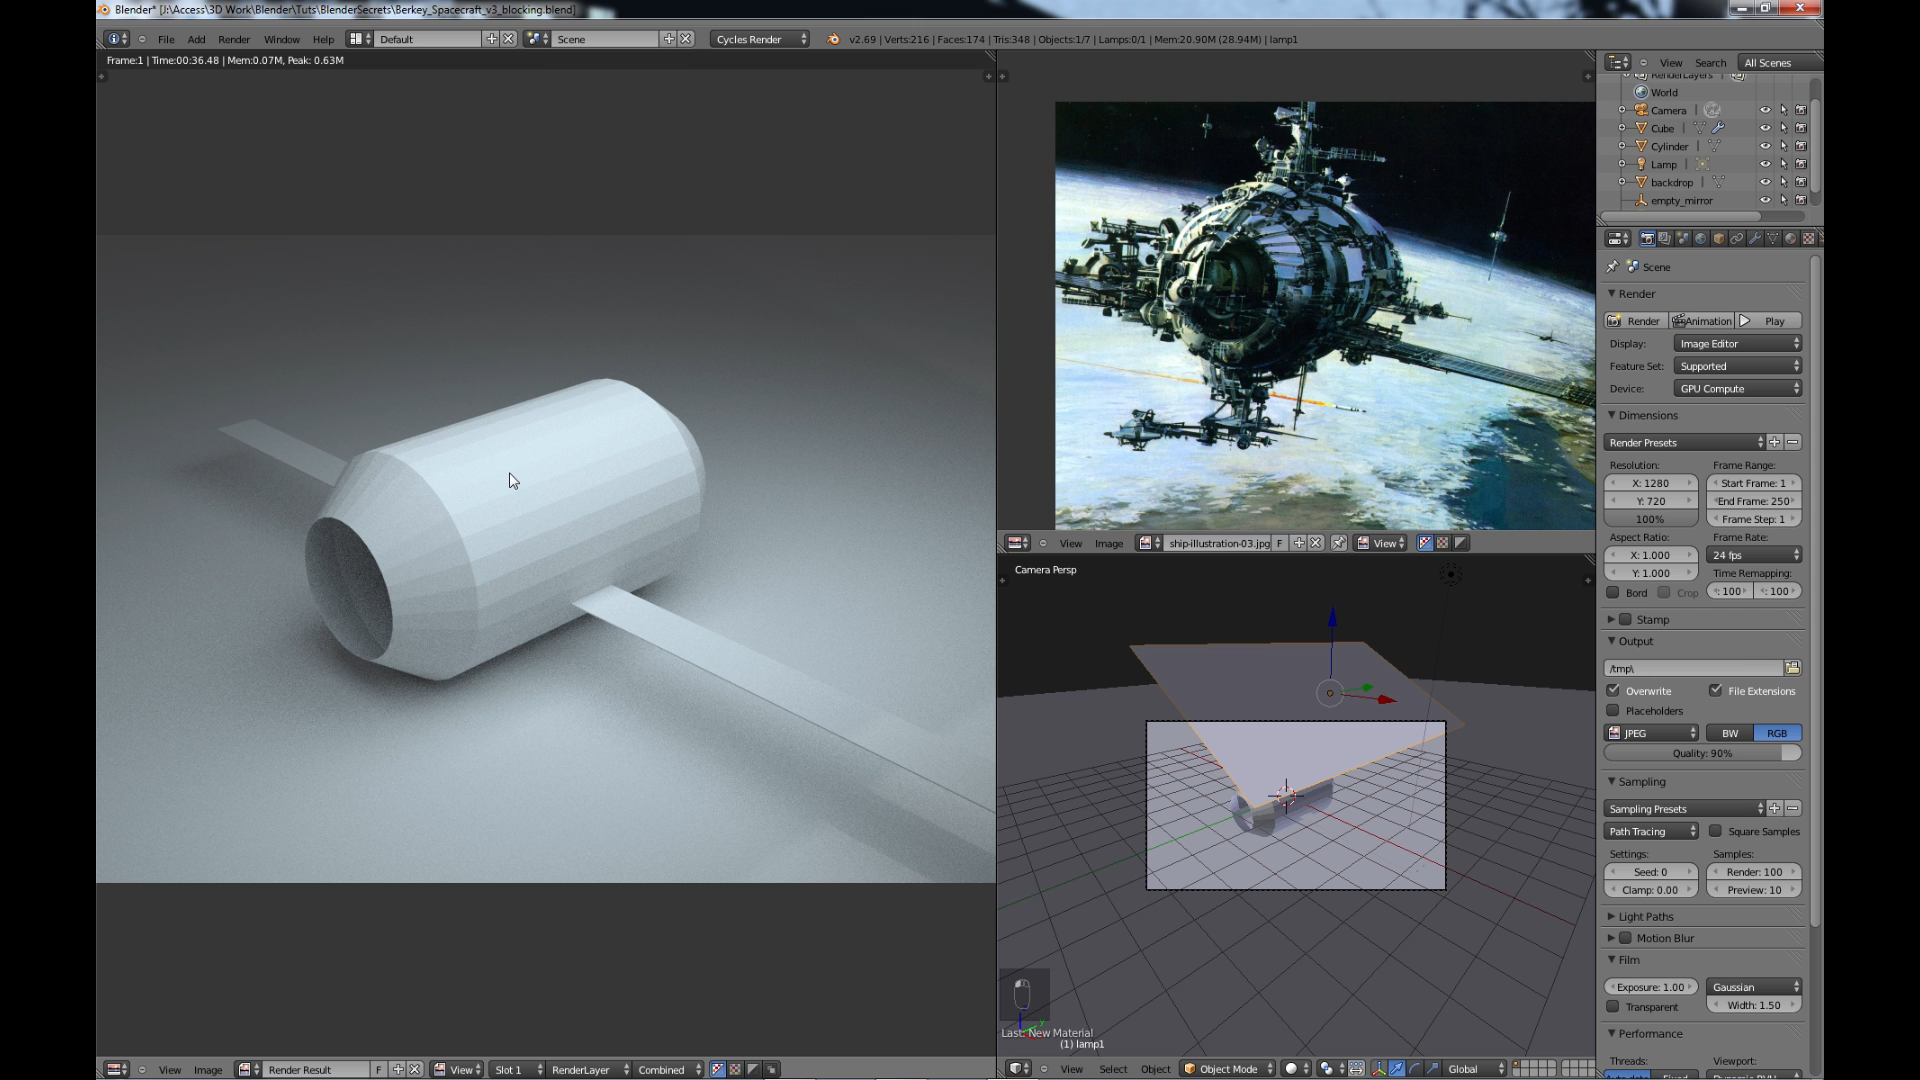 Blender* [J:\Access\3D Work\Blender\Tuts\BlenderSecrets\Berkey_Spacecraft_v3_blocking.blend]
File Add Render Window Help Default Scene Cycles Render v2.69 | Verts:216 | Faces:174 | Tris:348 | Objects:1/7 | Lamps:0/1 | Mem:20.90M (28.94M) | lamp1
Frame:1 | Time:00:36.48 | Mem:0.07M, Peak: 0.63M
View Search All Scenes
RenderLayers
World
Camera
Cube
Cylinder
Lamp
backdrop
empty_mirror
Scene
Render
Render Animation Play
Display: Image Editor
Feature Set: Supported
Device: GPU Compute
Dimensions
Render Presets
Resolution: Frame Range:
X: 1280 Start Frame: 1
Y: 720 End Frame: 250
100% Frame Step: 1
Aspect Ratio: Frame Rate:
X: 1.000 24 fps
Y: 1.000 Time Remapping:
Bord Crop : 100 : 100
Stamp
Output
/tmp\
Overwrite File Extensions
Placeholders
JPEG BW RGB
Quality: 90%
Sampling
Sampling Presets
Path Tracing Square Samples
Settings: Samples:
Seed: 0 Render: 100
Clamp: 0.00 Preview: 10
Light Paths
Motion Blur
Film
Exposure: 1.00 Gaussian
Transparent Width: 1.50
Performance
Threads: Viewport:
View Image ship-illustration-03.jpg F View
Camera Persp
Last: New Material
(1) lamp1
View Image Render Result F View Slot 1 RenderLayer Combined
View Select Object Object Mode Global